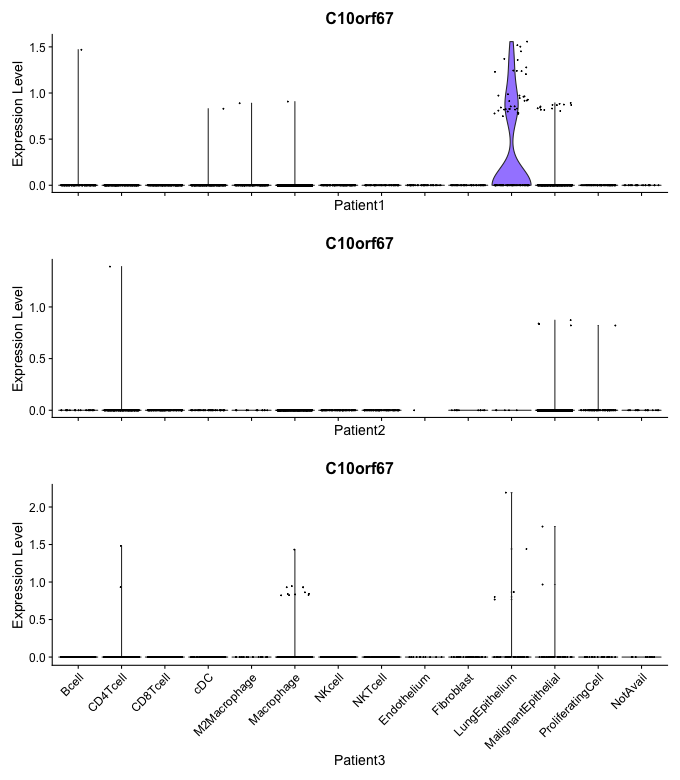 C10orf67
1.5
1.0
0.5
0.0
Expression Level
Patient1
C10orf67
1.0
0.5
0.0
Expression Level
Patient2
C10orf67
2.0
1.5
1.0
0.5
0.0
Expression Level
Bcell
CD4Tcell
CD8Tcell
cDC
M2Macrophage
Macrophage
NKcell
NKTcell
Endothelium
Fibroblast
LungEpithelium
MalignantEpithelial
ProliferatingCell
NotAvail
Patient3